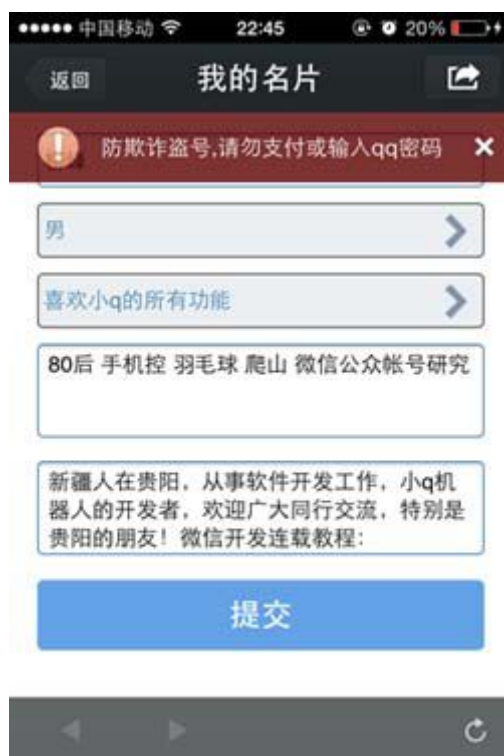 中国移动 22:45 20%
返回 我的名片
防欺诈盗号,请勿支付或输入qq密码
男
喜欢小q的所有功能
80后 手机控 羽毛球 爬山 微信公众帐号研究
新疆人在贵阳，从事软件开发工作，小q机
器人的开发者，欢迎广大同行交流，特别是
贵阳的朋友！微信开发连载教程：
提交